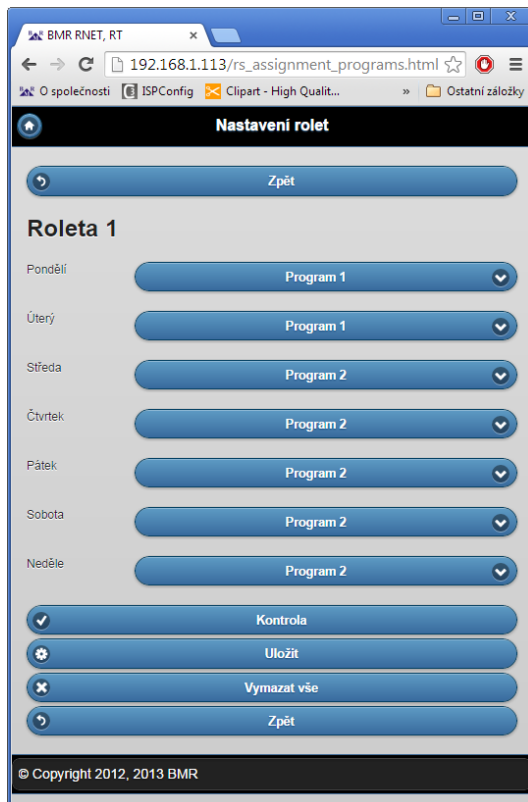 BMR RNET, RT
192.168.1.113/rs_assignment_programs.html
O společnosti ISPConfig Clipart - High Qualit... » Ostatní záložky
Nastavení rolet
Zpět
Roleta 1
Pondělí Program 1
Úterý Program 1
Středa Program 2
Čtvrtek Program 2
Pátek Program 2
Sobota Program 2
Neděle Program 2
Kontrola
Uložit
Vymazat vše
Zpět
© Copyright 2012, 2013 BMR